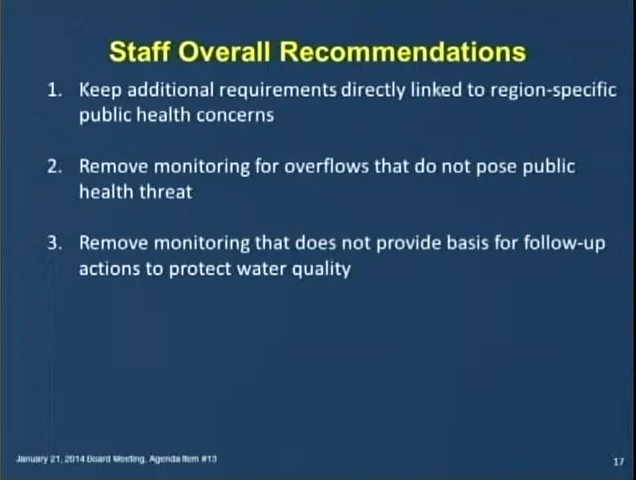 Staff Overall Recommendations
1. Keep additional requirements directly linked to region-specific
public health concerns
2. Remove monitoring for overflows that do not pose public
health threat
3. Remove monitoring that does not provide basis for follow-up
actions to protect water quality
January 21, 2014 Board Meeting, Agenda Item #13
17